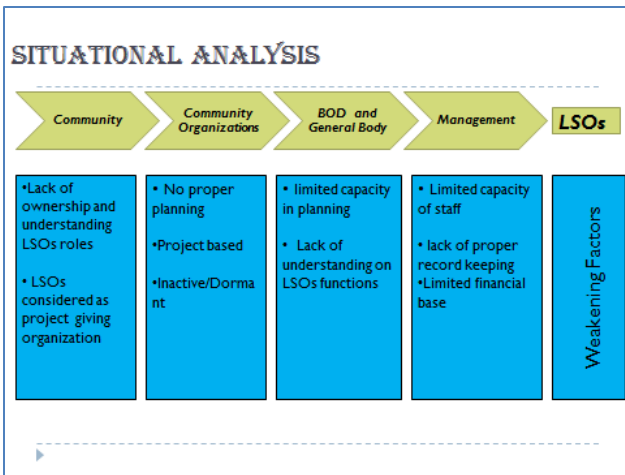 SITUATIONAL ANALYSIS
Community
Community
Organizations
BOD and
General Body
Management
LSOs
•Lack of
ownership and
understanding
LSOs roles
• LSOs
considered as
project giving
organization
• No proper
planning
•Project based
•Inactive/Dorma
nt
• limited capacity
in planning
• Lack of
understanding on
LSOs functions
• Limited capacity
of staff
• lack of proper
record keeping
•Limited financial
base
Weakening Factors